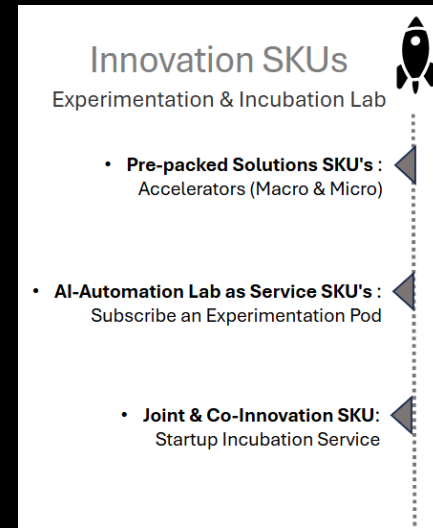 Innovation SKUs
Experimentation & Incubation Lab
• Pre-packed Solutions SKU's :
Accelerators (Macro & Micro)
• AI-Automation Lab as Service SKU's :
Subscribe an Experimentation Pod
• Joint & Co-Innovation SKU:
Startup Incubation Service